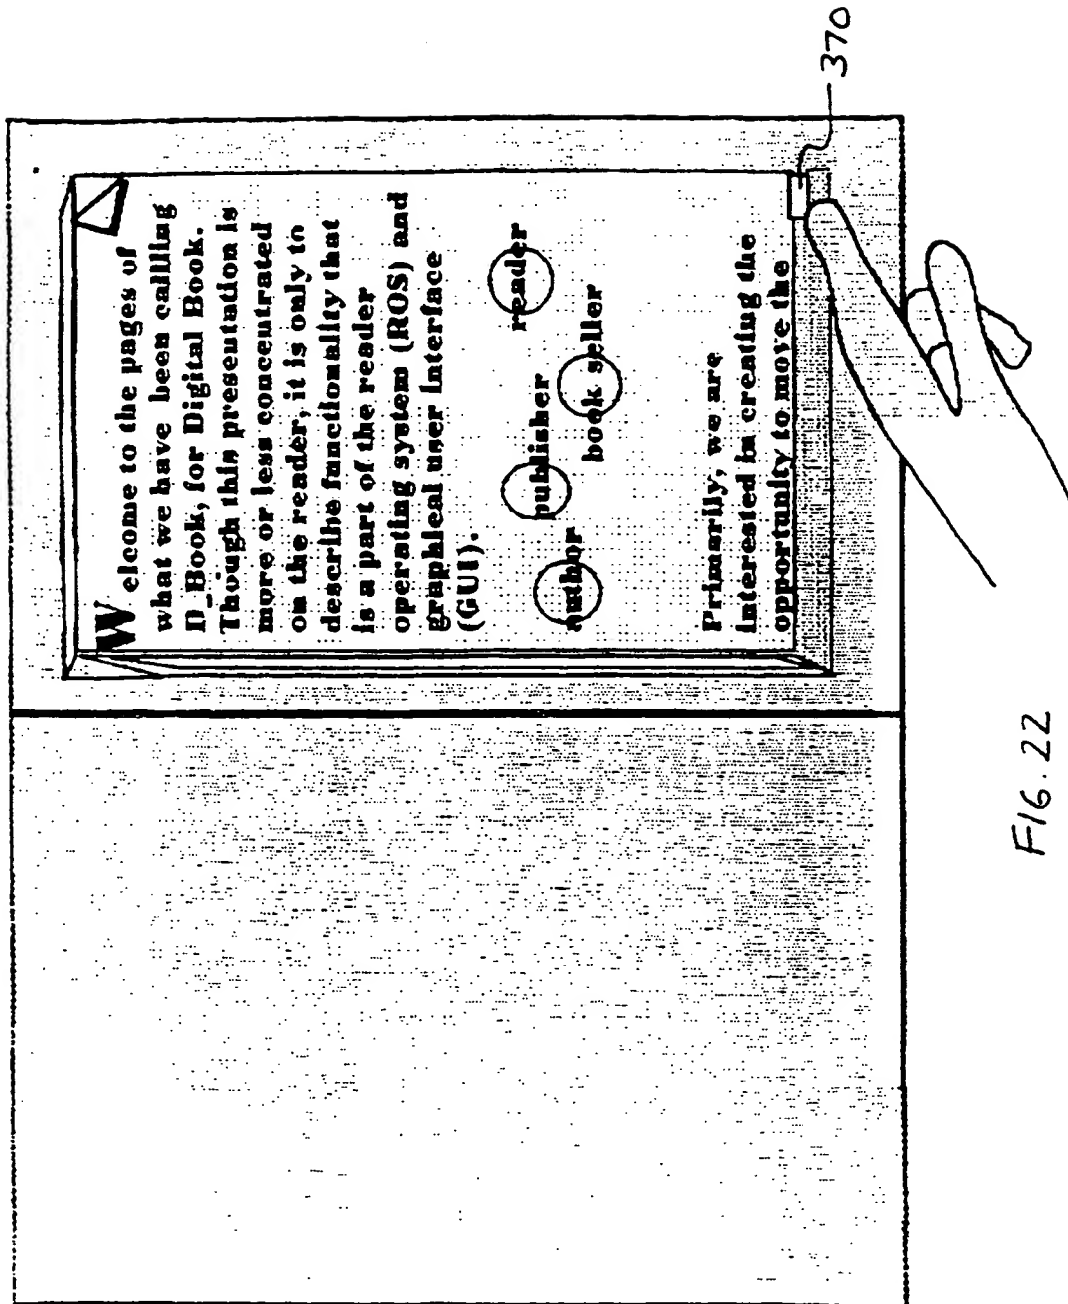 Welcome to the pages of
what we have been calling
D_Book, for Digital Book.
Though this presentation is
more or less concentrated
on the reader, it is only to
describe functionality that
is a part of the reader
operating system (ROS) and
graphical user interface
(GUI).
author
publisher
book seller
reader
Primarily, we are
interested in creating the
opportunity to move the
370
FIG. 22